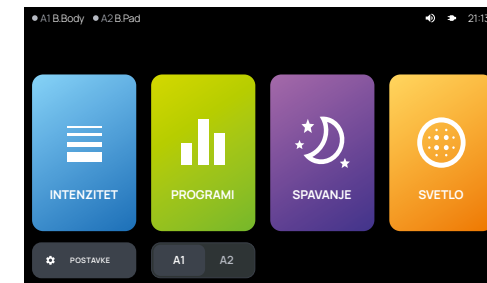 A1 B.Body A2 B.Pad 21:13
INTENZITET PROGRAMI SPAVANJE SVETLO
POSTAVKE A1 A2